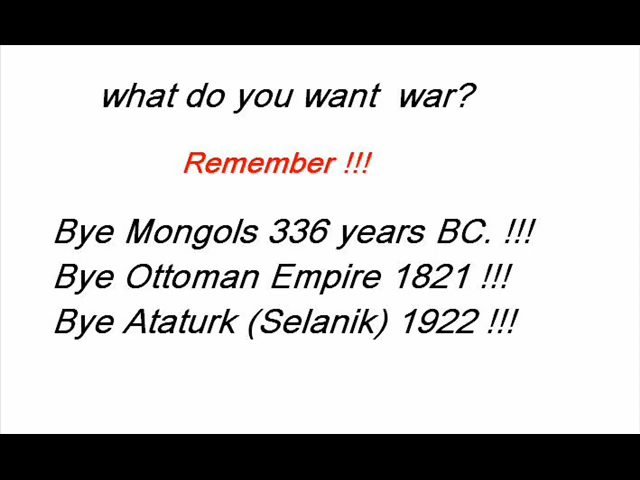 what do you want war?
Remember !!!
Bye Mongols 336 years BC. !!!
Bye Ottoman Empire 1821 !!!
Bye Ataturk (Selanik) 1922 !!!